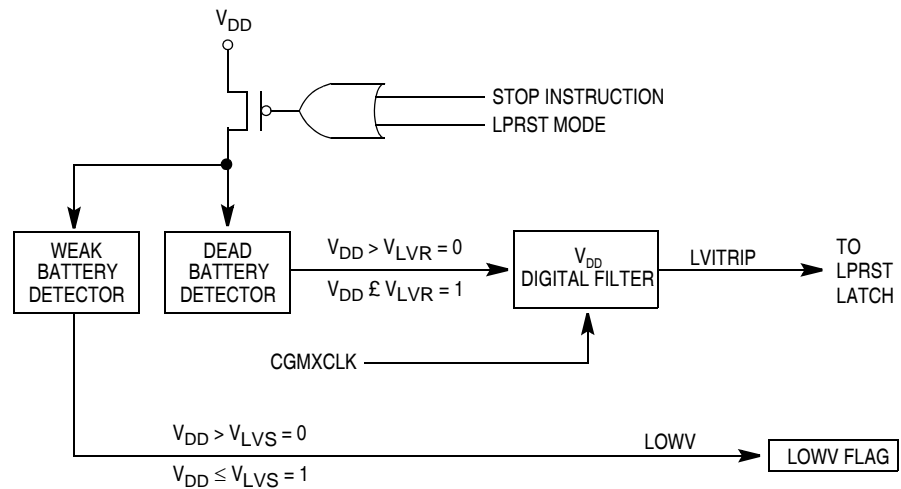 VDD
STOP INSTRUCTION
LPRST MODE
WEAK
BATTERY
DETECTOR
DEAD
BATTERY
DETECTOR
VDD > VLVR = 0
VDD £ VLVR = 1
VDD
DIGITAL FILTER
LVITRIP
TO
LPRST
LATCH
CGMXCLK
VDD > VLVS = 0
VDD ≤ VLVS = 1
LOWV
LOWV FLAG